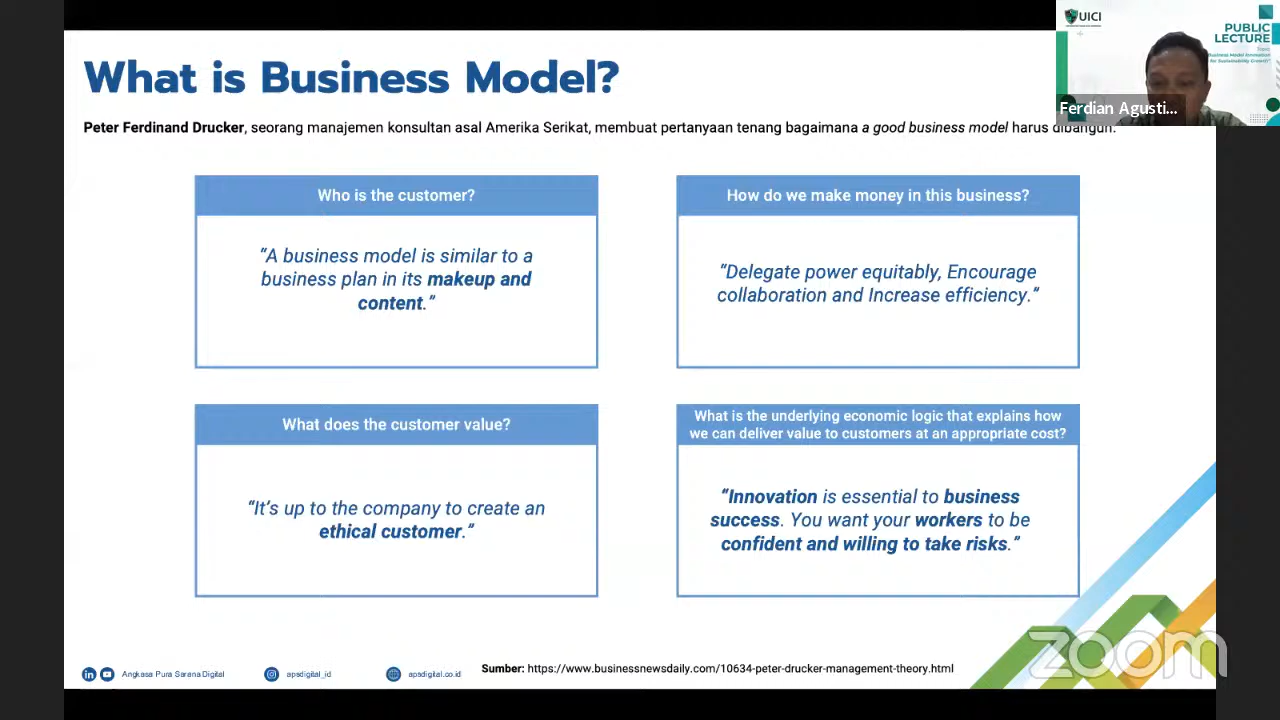 What is Business Model?
Peter Ferdinand Drucker, seorang manajemen konsultan asal Amerika Serikat, membuat pertanyaan tenang bagaimana a good business model harus dibangun.
UICI
PUBLIC
LECTURE
Ferdian Agusti...
Who is the customer?
“A business model is similar to a
business plan in its makeup and
content.”
How do we make money in this business?
“Delegate power equitably, Encourage
collaboration and Increase efficiency.”
What does the customer value?
“It’s up to the company to create an
ethical customer.”
What is the underlying economic logic that explains how
we can deliver value to customers at an appropriate cost?
“Innovation is essential to business
success. You want your workers to be
confident and willing to take risks.”
Angkasa Pura Sarana Digital
apsdigital_id
apsdigital.co.id
Sumber: https://www.businessnewsdaily.com/10634-peter-drucker-management-theory.html
zoom